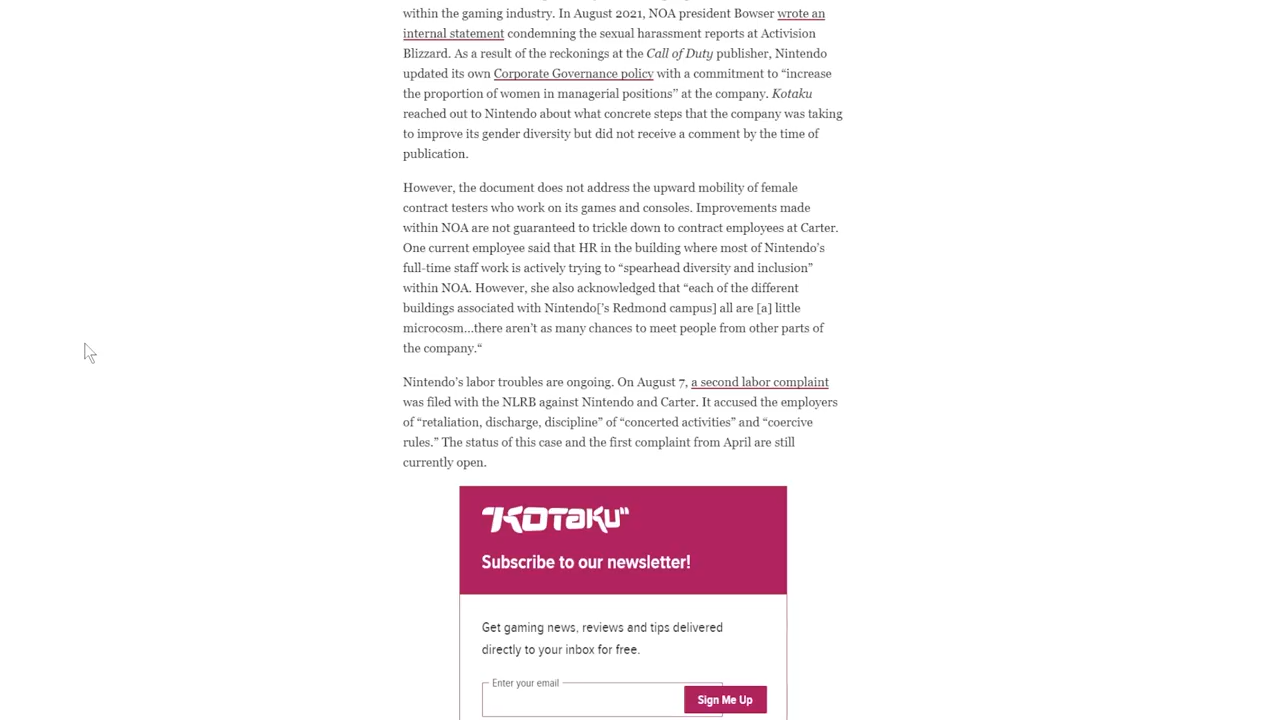 within the gaming industry. In August 2021, NOA president Bowser wrote an
internal statement condemning the sexual harassment reports at Activision
Blizzard. As a result of the reckonings at the Call of Duty publisher, Nintendo
updated its own Corporate Governance policy with a commitment to “increase
the proportion of women in managerial positions” at the company. Kotaku
reached out to Nintendo about what concrete steps that the company was taking
to improve its gender diversity but did not receive a comment by the time of
publication.
However, the document does not address the upward mobility of female
contract testers who work on its games and consoles. Improvements made
within NOA are not guaranteed to trickle down to contract employees at Carter.
One current employee said that HR in the building where most of Nintendo’s
full-time staff work is actively trying to “spearhead diversity and inclusion”
within NOA. However, she also acknowledged that “each of the different
buildings associated with Nintendo[’s Redmond campus] all are [a] little
microcosm...there aren’t as many chances to meet people from other parts of
the company.“
Nintendo’s labor troubles are ongoing. On August 7, a second labor complaint
was filed with the NLRB against Nintendo and Carter. It accused the employers
of “retaliation, discharge, discipline” of “concerted activities” and “coercive
rules.” The status of this case and the first complaint from April are still
currently open.
KOTAKU
Subscribe to our newsletter!
Get gaming news, reviews and tips delivered
directly to your inbox for free.
Enter your email
Sign Me Up